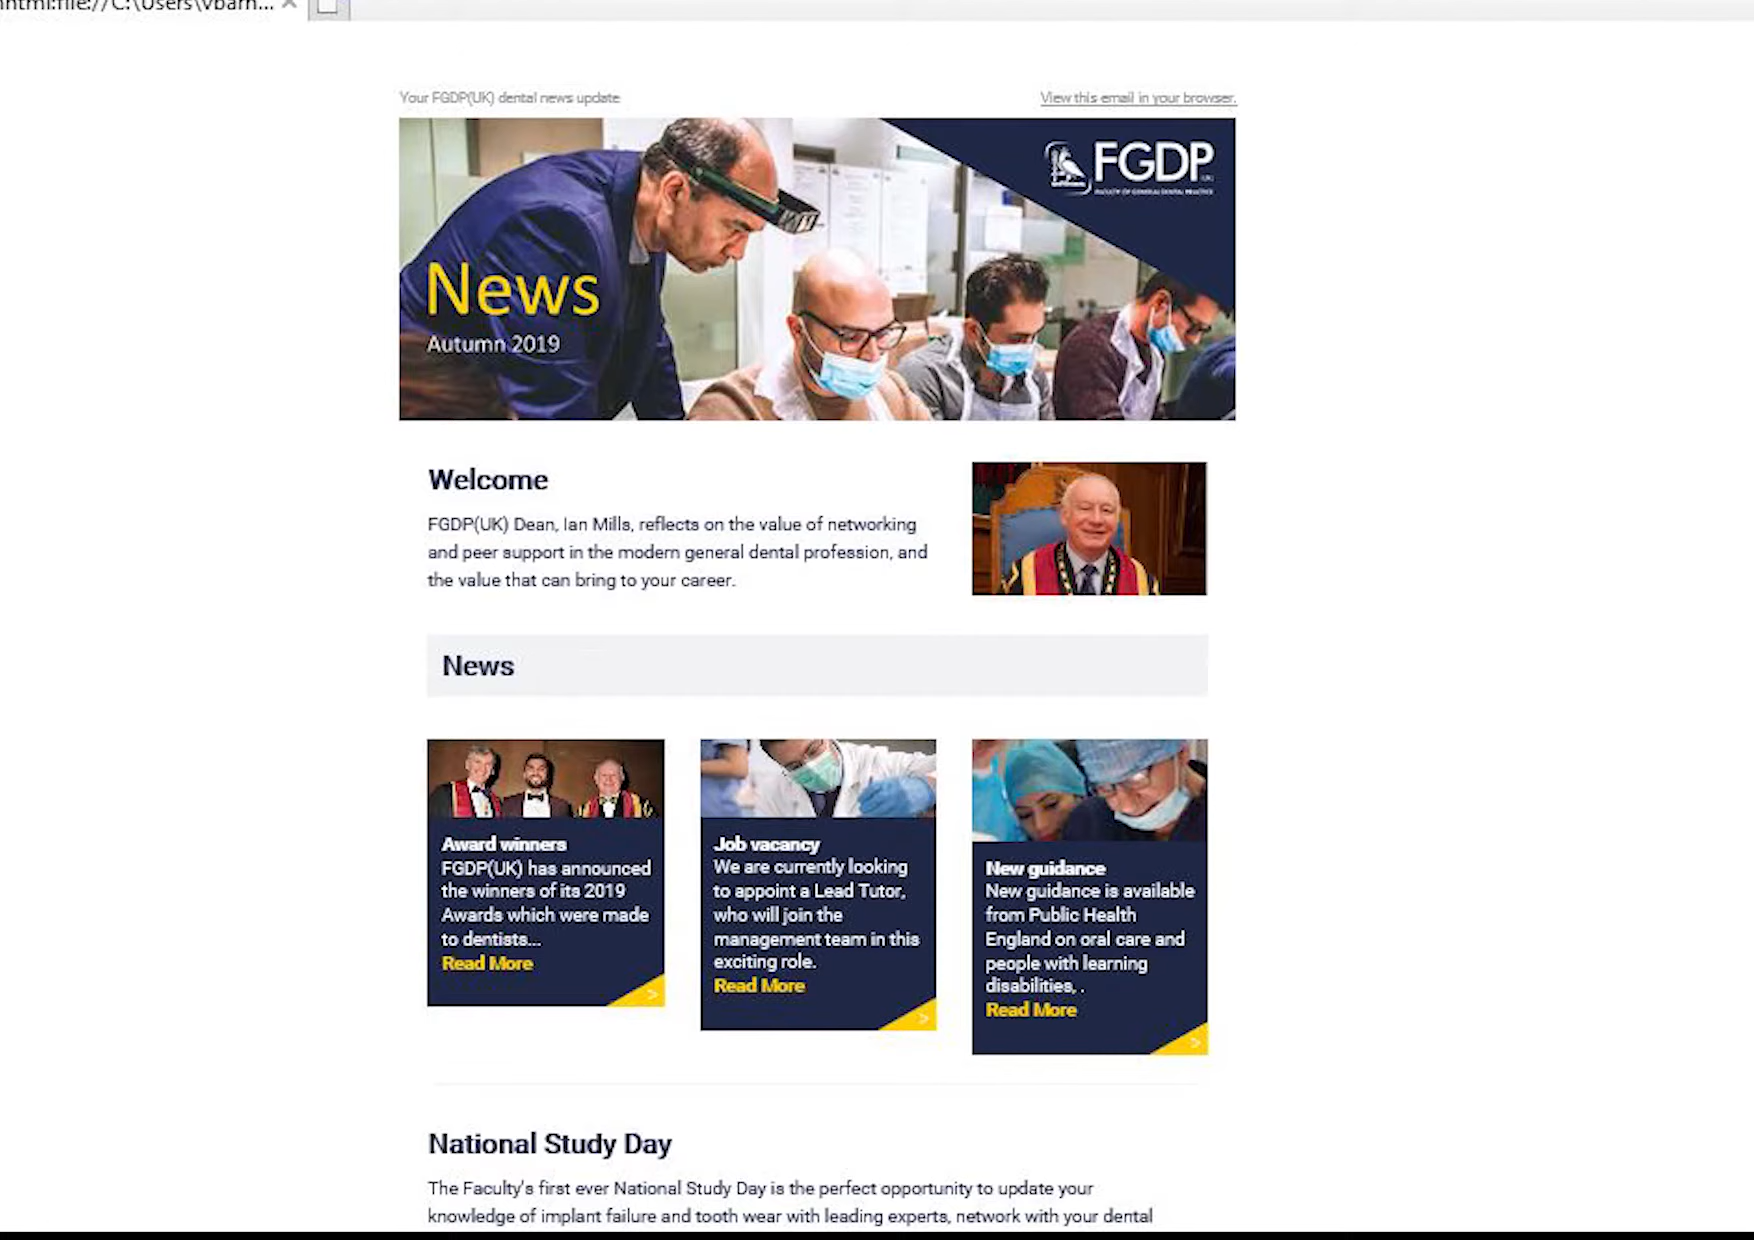 Your FGDP(UK) dental news update
View this email in your browser.
FGDP
FACULTY OF GENERAL DENTAL PRACTICE
News
Autumn 2019
Welcome
FGDP(UK) Dean, Ian Mills, reflects on the value of networking
and peer support in the modern general dental profession, and
the value that can bring to your career.
News
Award winners
FGDP(UK) has announced
the winners of its 2019
Awards which were made
to dentists...
Read More
>
Job vacancy
We are currently looking
to appoint a Lead Tutor,
who will join the
management team in this
exciting role.
Read More
>
New guidance
New guidance is available
from Public Health
England on oral care and
people with learning
disabilities, .
Read More
>
National Study Day
The Faculty's first ever National Study Day is the perfect opportunity to update your
knowledge of implant failure and tooth wear with leading experts, network with your dental